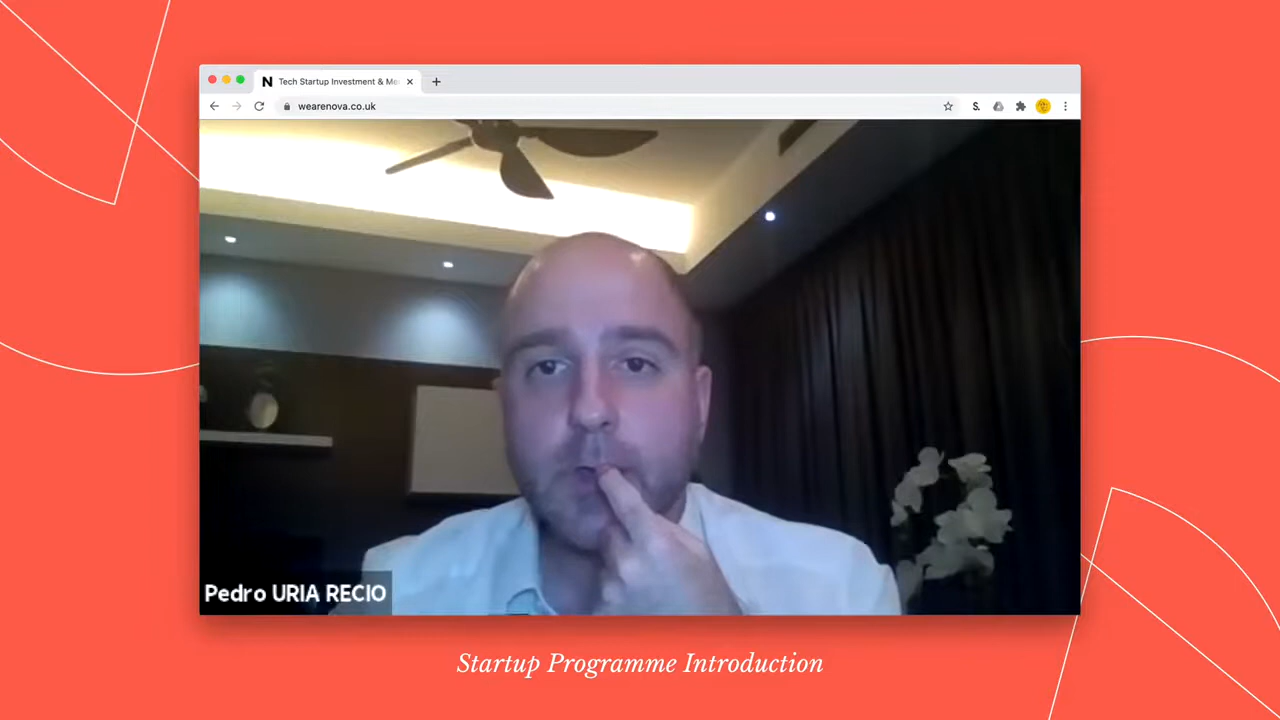 N Tech Startup Investment & Me
wearenova.co.uk
S.
Pedro URIA RECIO
Startup Programme Introduction